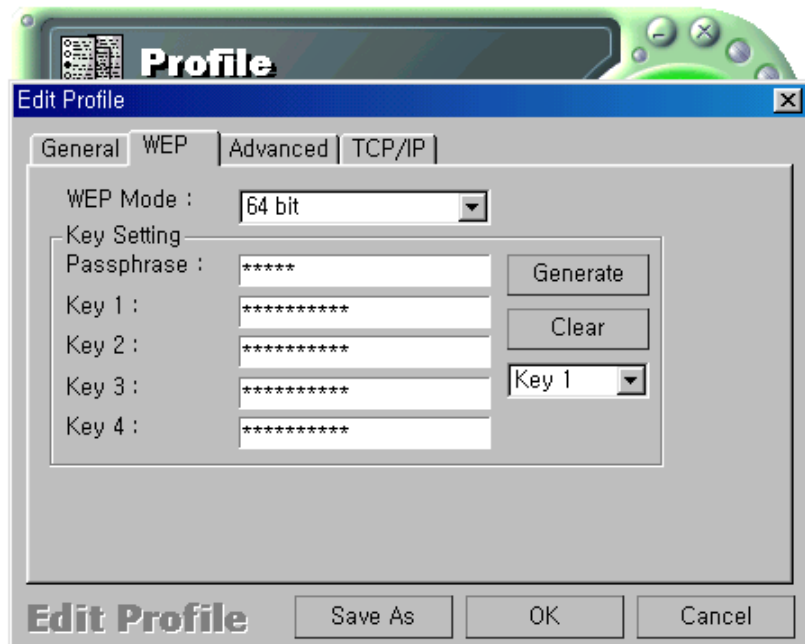 Profile
Edit Profile
General WEP Advanced TCP/IP
WEP Mode : 64 bit
Key Setting
Passphrase : ***** Generate
Key 1 : **********
Clear
Key 2 : **********
Key 3 : ********** Key 1
Key 4 : **********
Edit Profile Save As OK Cancel